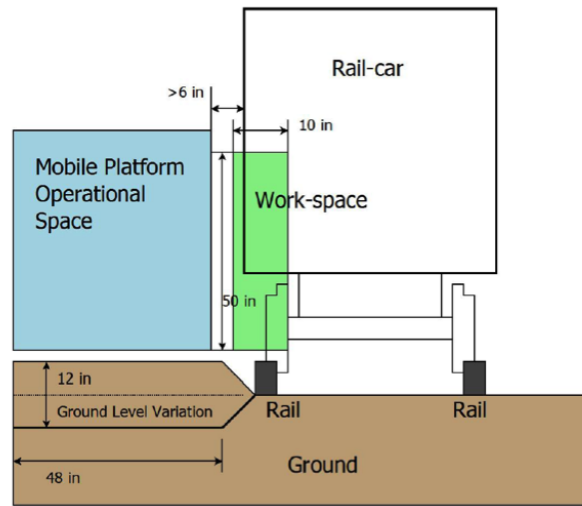 Rail-car
>6 in
10 in
Mobile Platform
Operational
Space
Work-space
50 in
12 in
Ground Level Variation
Rail
Rail
Ground
48 in